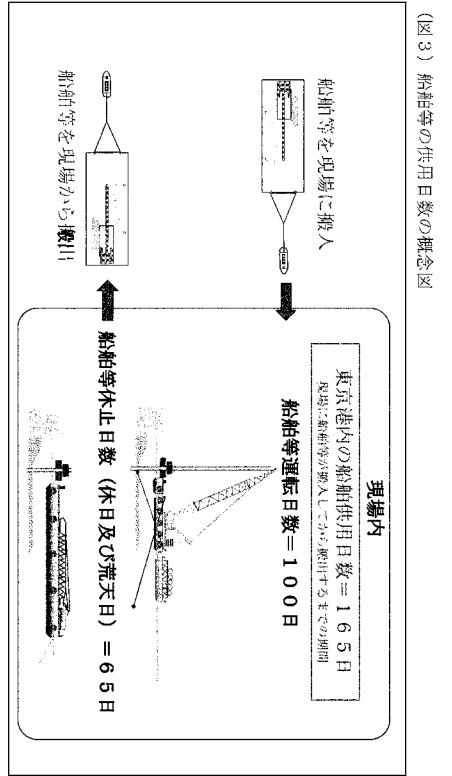 (図3) 船舶等の供用日数の概念図
現場内
東京港内の船舶供用日数=165日
現場に船舶等が搬入してから搬出するまでの期間
船舶等を現場に搬入
船舶等運転日数=100日
船舶等を現場から搬出
船舶等休止日数(休日及び荒天日)=65日